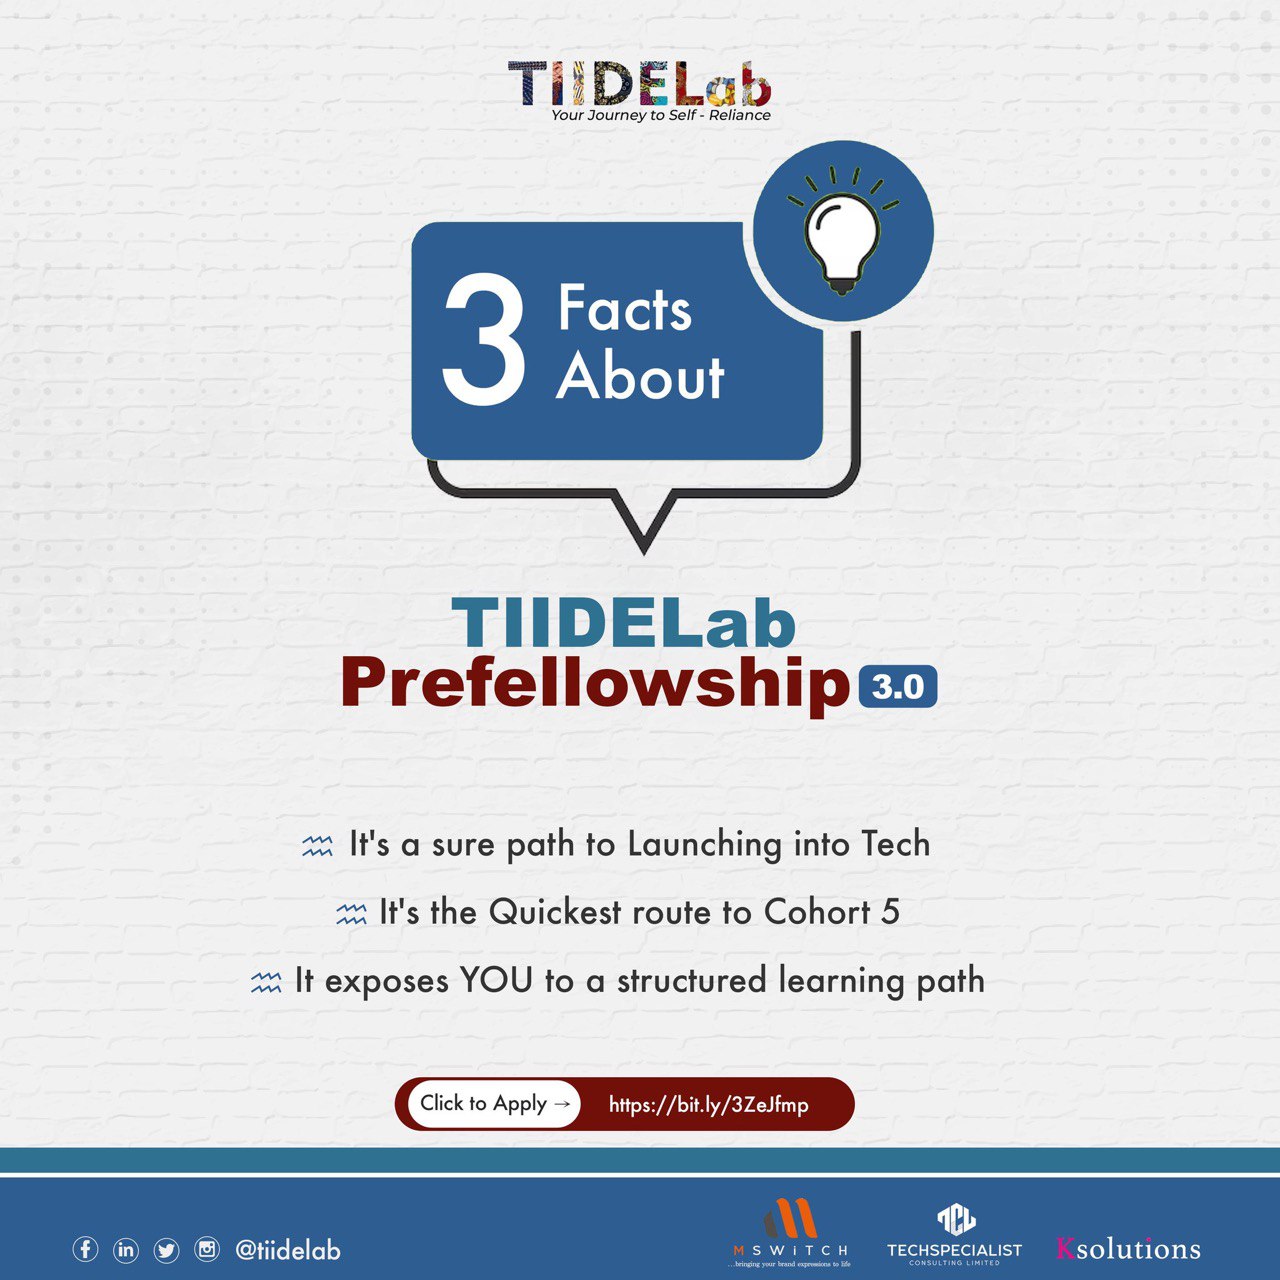 TIIDELab
Your Journey to Self - Reliance
3 Facts
About
TIIDELab
Prefellowship 3.0
It's a sure path to Launching into Tech
It's the Quickest route to Cohort 5
It exposes YOU to a structured learning path
Click to Apply → https://bit.ly/3ZeJfmp
@tiidelab
MSWiTCH
...bringing your brand expressions to life
TCL
TECHSPECIALIST
CONSULTING LIMITED
Ksolutions